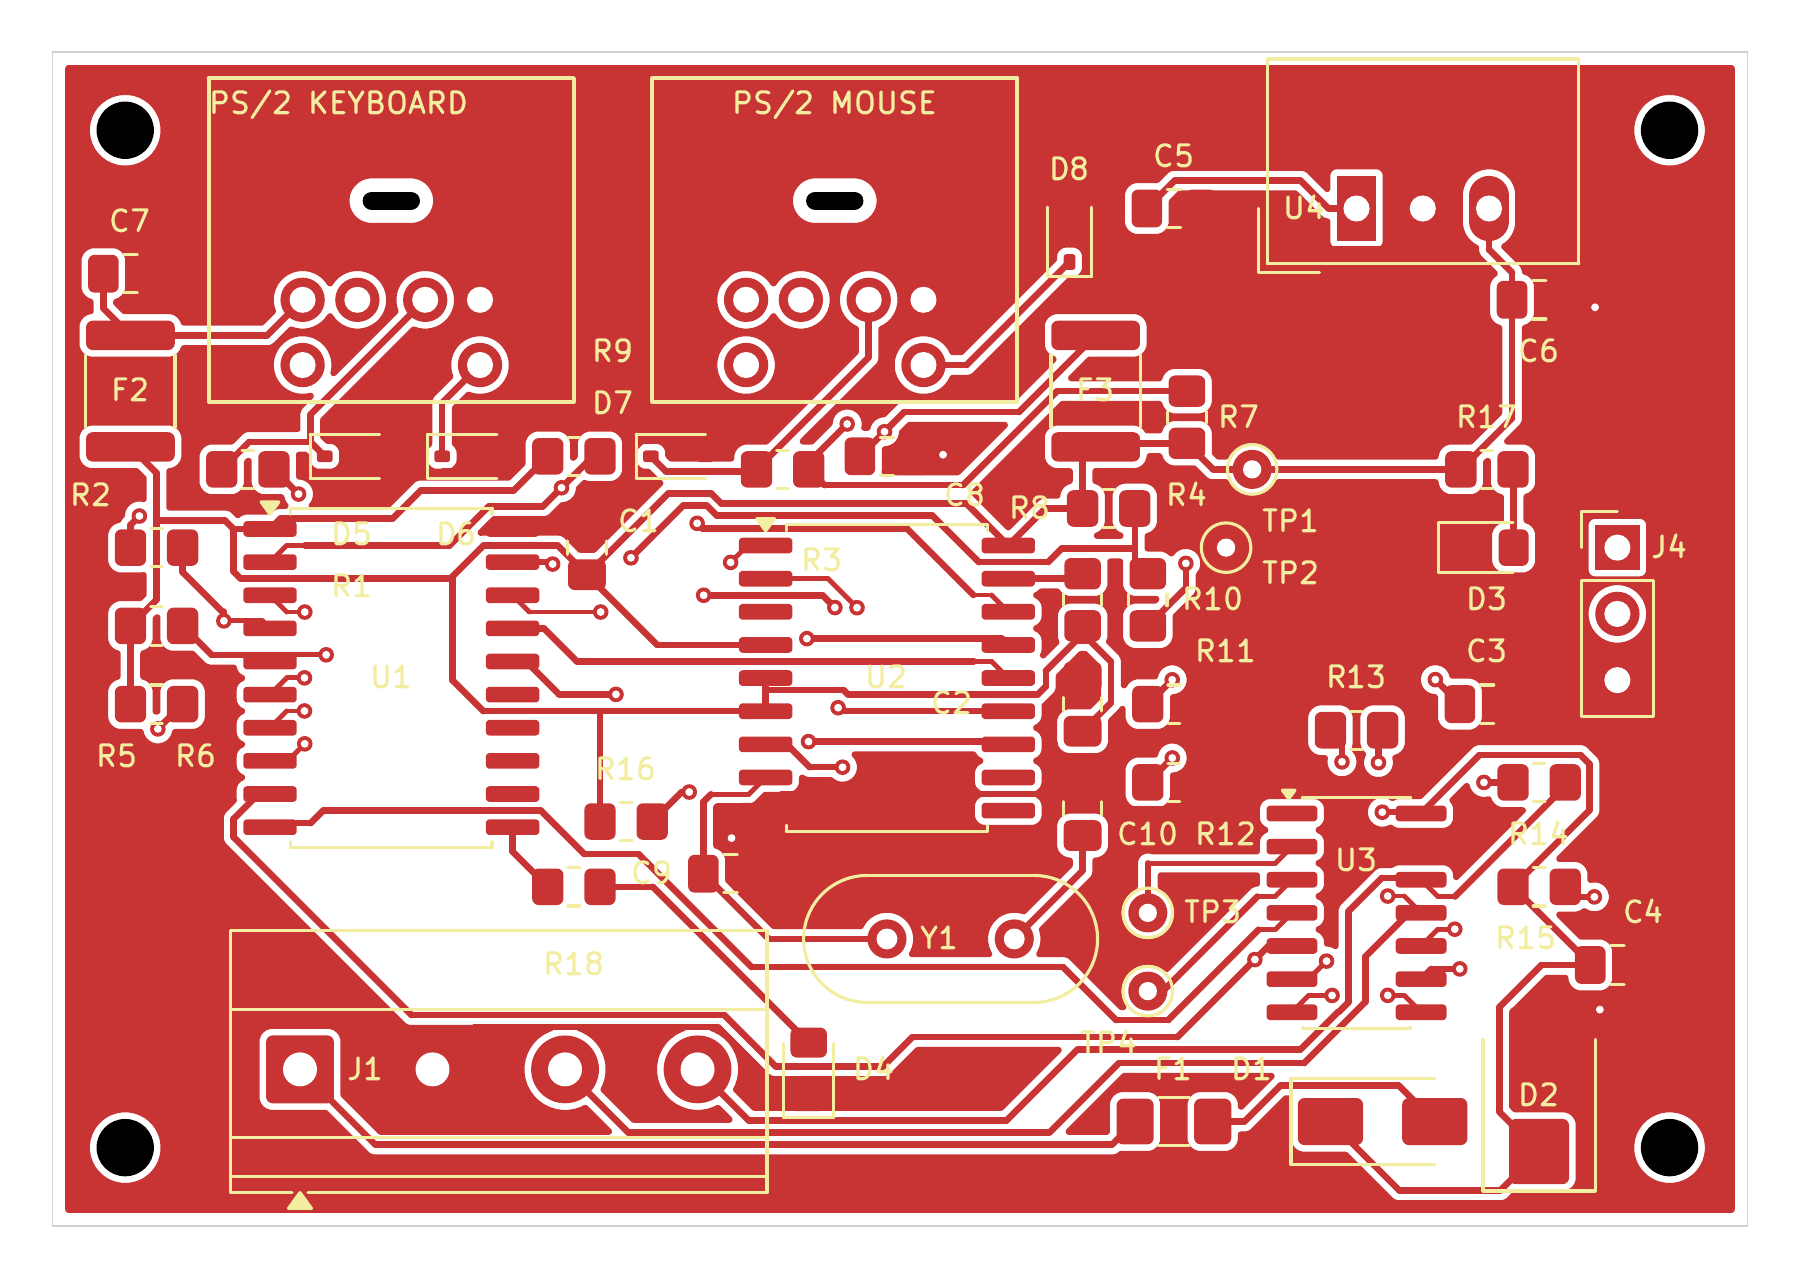 PS/2 KEYBOARD
PS/2 MOUSE
D8
C5
U4
C7
R9
F2
D7
F3
R7
C6
R17
R2
D5
D6
C1
C8
R8
R4
TP1
TP2
J4
R1
R3
R10
D3
U1
U2
C2
R11
R13
C3
R5
R6
R16
C10
R12
U3
R14
C9
TP3
C4
Y1
R18
R15
TP4
J1
D4
F1
D1
D2